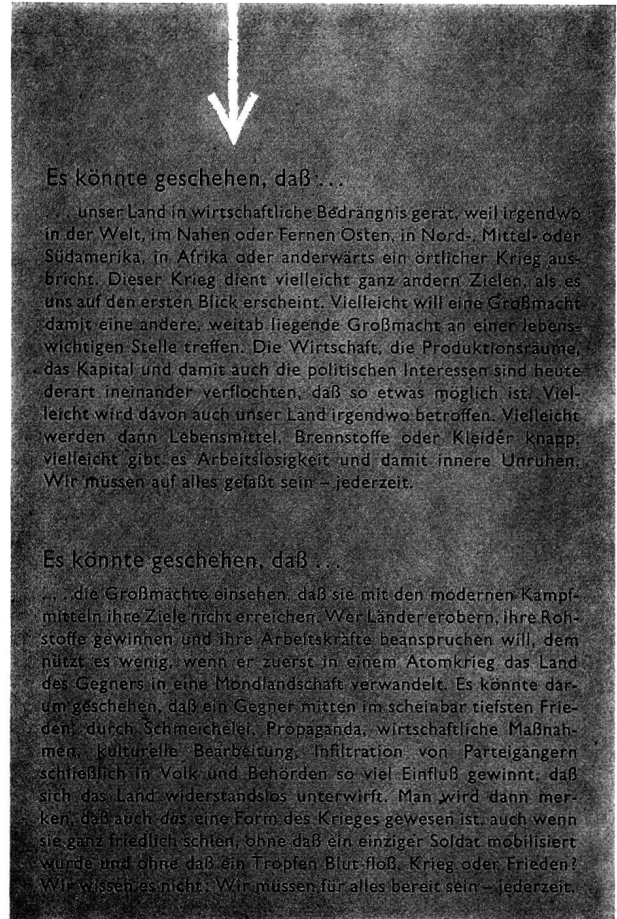 Es könnte geschehen, daß ...
... unser Land in wirtschaftliche Bedrängnis gerät, weil irgendwo
in der Welt, im Nahen oder Fernen Osten, in Nord-, Mittel- oder
Südamerika, in Afrika oder anderwärts ein örtlicher Krieg aus-
bricht. Dieser Krieg dient vielleicht ganz andern Zielen, als es
uns auf den ersten Blick erscheint. Vielleicht will eine Großmacht
damit eine andere, weitab liegende Großmacht an einer lebens-
wichtigen Stelle treffen. Die Wirtschaft, die Produktionsräume,
das Kapital und damit auch die politischen Interessen sind heute
derart ineinander verflochten, daß so etwas möglich ist. Viel-
leicht wird davon auch unser Land irgendwo betroffen. Vielleicht
werden dann Lebensmittel, Brennstoffe oder Kleider knapp;
vielleicht gibt es Arbeitslosigkeit und damit innere Unruhen.
Wir müssen auf alles gefaßt sein – jederzeit.
Es könnte geschehen, daß ...
... die Großmächte einsehen, daß sie mit den modernen Kampf-
mitteln ihre Ziele nicht erreichen. Wer Länder erobern, ihre Roh-
stoffe gewinnen und ihre Arbeitskräfte beanspruchen will, dem
nützt es wenig, wenn er zuerst in einem Atomkrieg das Land
des Gegners in eine Mondlandschaft verwandelt. Es könnte dar-
um geschehen, daß ein Gegner mitten im scheinbar tiefsten Frie-
den, durch Schmeichelei, Propaganda, wirtschaftliche Maßnah-
men, kulturelle Bearbeitung, Infiltration von Parteigängern
schließlich in Volk und Behörden so viel Einfluß gewinnt, daß
sich das Land widerstandslos unterwirft. Man wird dann mer-
ken, daß auch das eine Form des Krieges gewesen ist, auch wenn
sie ganz friedlich schien, ohne daß ein einziger Soldat mobilisiert
wurde und ohne daß ein Tropfen Blut floß. Krieg oder Frieden?
Wir wissen es nicht: Wir müssen für alles bereit sein – jederzeit.